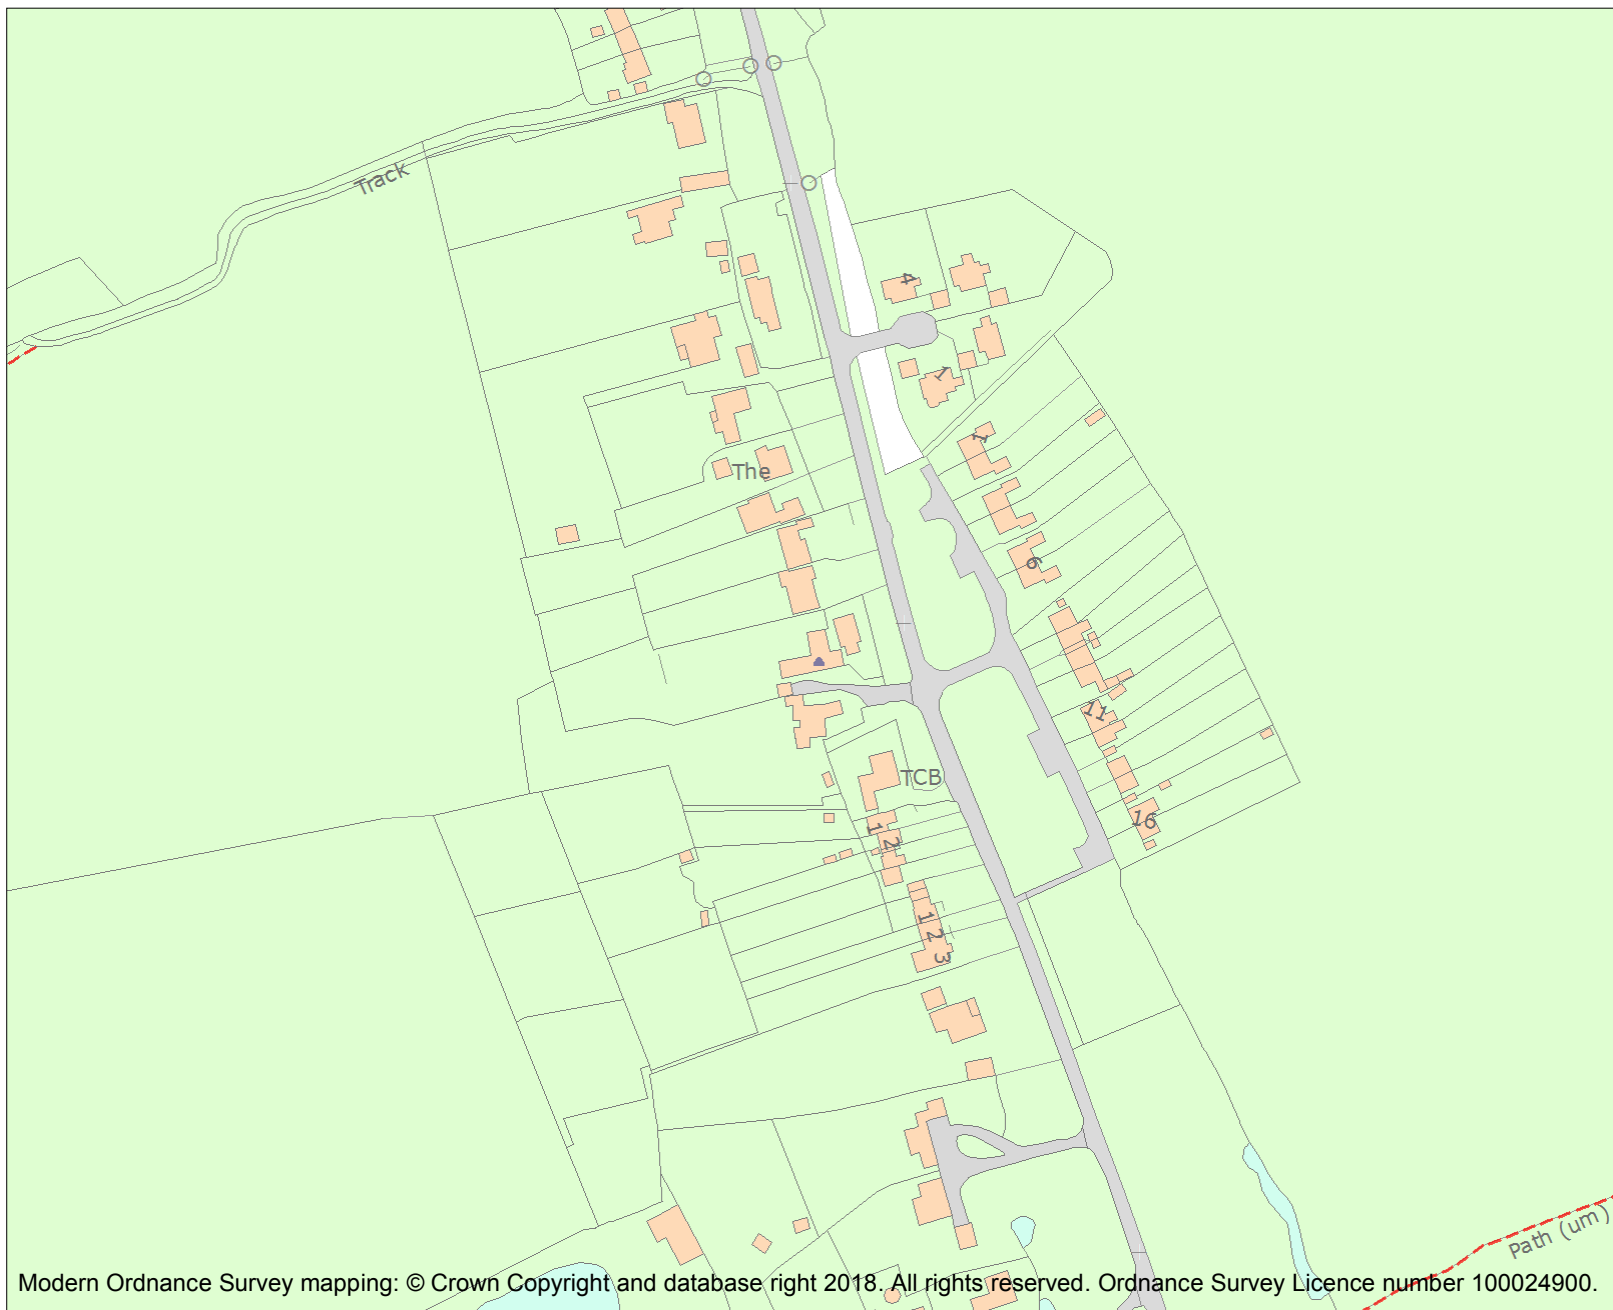 Track
4
1
1
The
6
11
TCB
16
1
2
1
2
3
Path (um)
Modern Ordnance Survey mapping: © Crown Copyright and database right 2018. All rights reserved. Ordnance Survey Licence number 100024900.